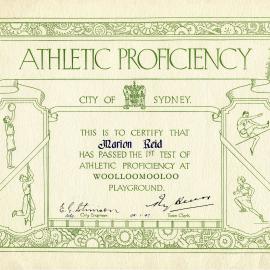 ATHLETIC PROFICIENCY
CITY OF SYDNEY.
THIS IS TO CERTIFY THAT
Marion Reid
HAS PASSED THE 1ST TEST OF
ATHLETIC PROFICIENCY AT
WOOLLOOMOOLOO
PLAYGROUND.
City Engineer
Town Clerk.